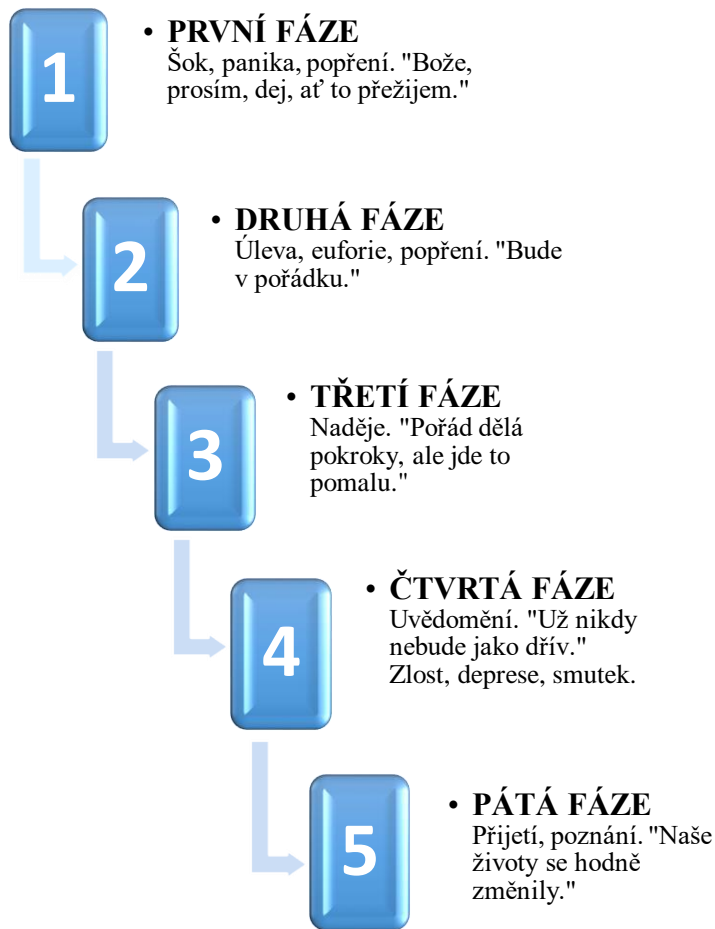 1
• PRVNÍ FÁZE
Šok, panika, popření. "Bože,
prosím, dej, ať to přežijem."
2
• DRUHÁ FÁZE
Úleva, euforie, popření. "Bude
v pořádku."
3
• TŘETÍ FÁZE
Naděje. "Pořád dělá
pokroky, ale jde to
pomalu."
4
• ČTVRTÁ FÁZE
Uvědomění. "Už nikdy
nebude jako dřív."
Zlost, deprese, smutek.
5
• PÁTÁ FÁZE
Přijetí, poznání. "Naše
životy se hodně
změnily."